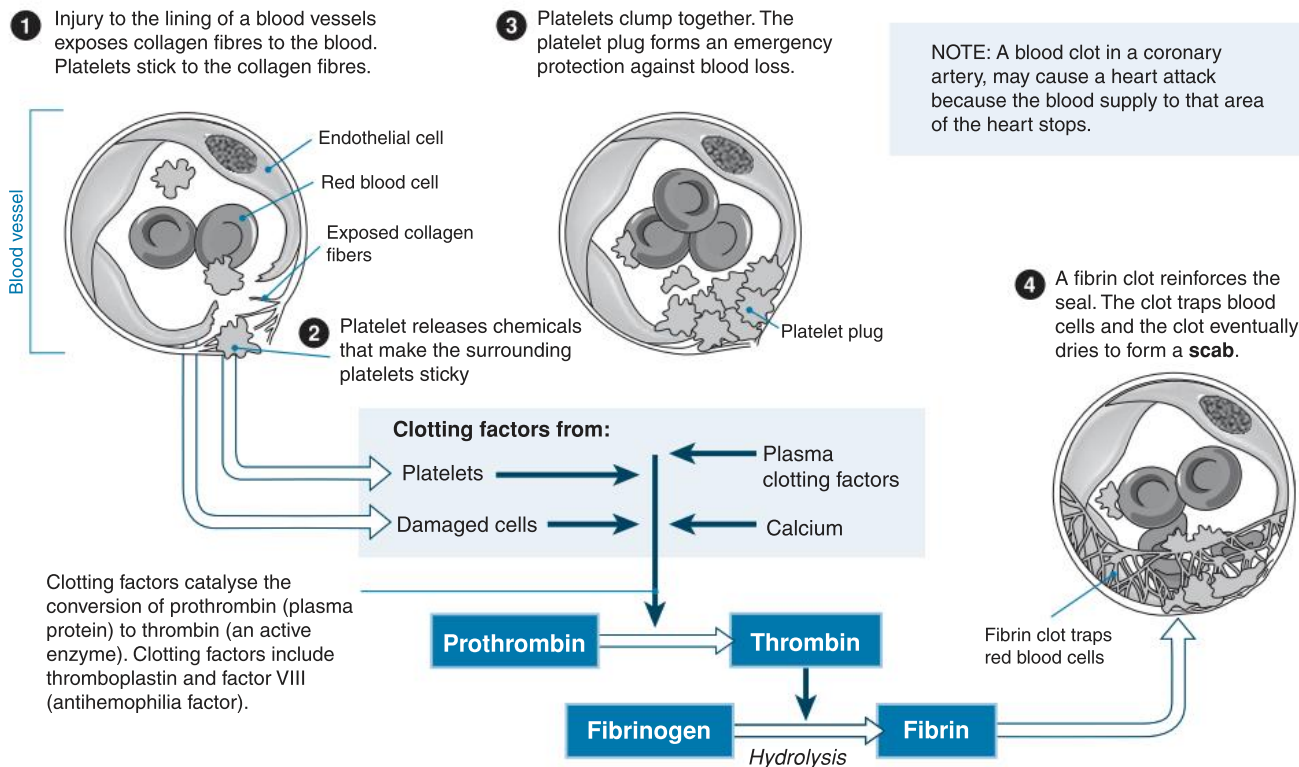 1 Injury to the lining of a blood vessels
exposes collagen fibres to the blood.
Platelets stick to the collagen fibres.
3 Platelets clump together. The
platelet plug forms an emergency
protection against blood loss.
NOTE: A blood clot in a coronary
artery, may cause a heart attack
because the blood supply to that area
of the heart stops.
Blood vessel
Endothelial cell
Red blood cell
Exposed collagen
fibers
2 Platelet releases chemicals
that make the surrounding
platelets sticky
Platelet plug
4 A fibrin clot reinforces the
seal. The clot traps blood
cells and the clot eventually
dries to form a scab.
Clotting factors from:
Platelets
Damaged cells
Plasma
clotting factors
Calcium
Clotting factors catalyse the
conversion of prothrombin (plasma
protein) to thrombin (an active
enzyme). Clotting factors include
thromboplastin and factor VIII
(antihemophilia factor).
Prothrombin
Thrombin
Fibrinogen
Hydrolysis
Fibrin
Fibrin clot traps
red blood cells